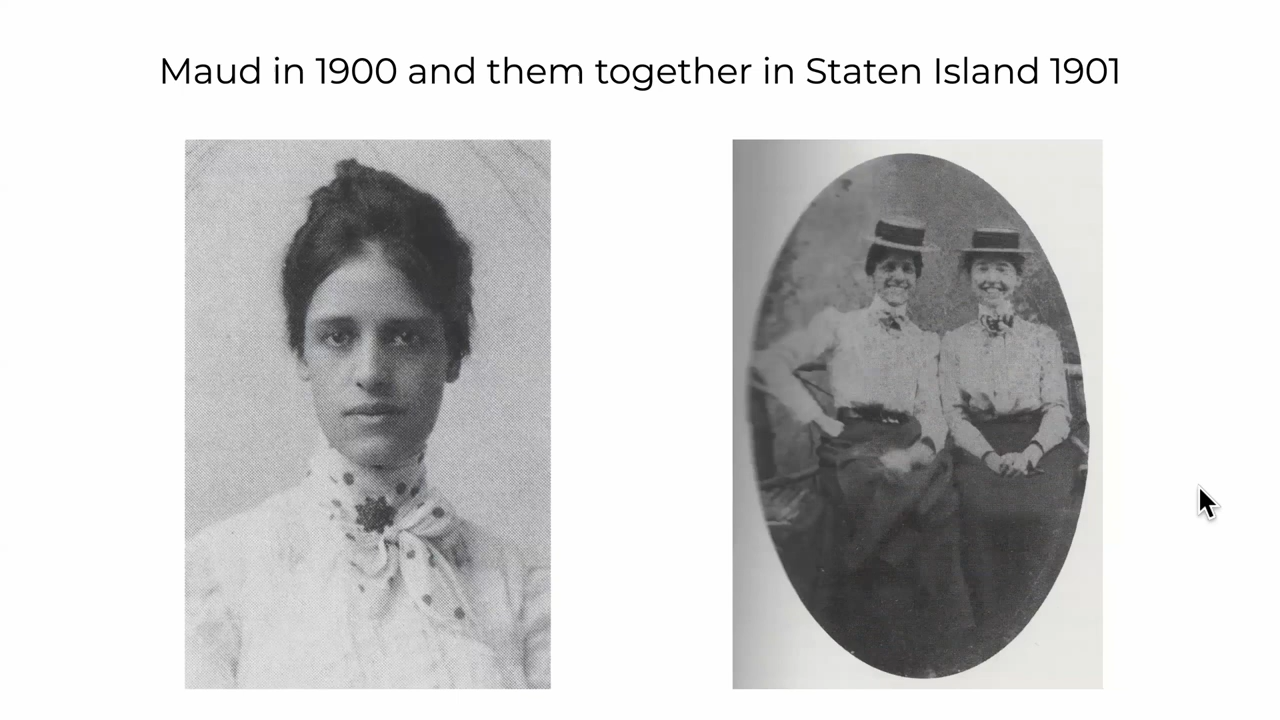 Maud in 1900 and them together in Staten Island 1901